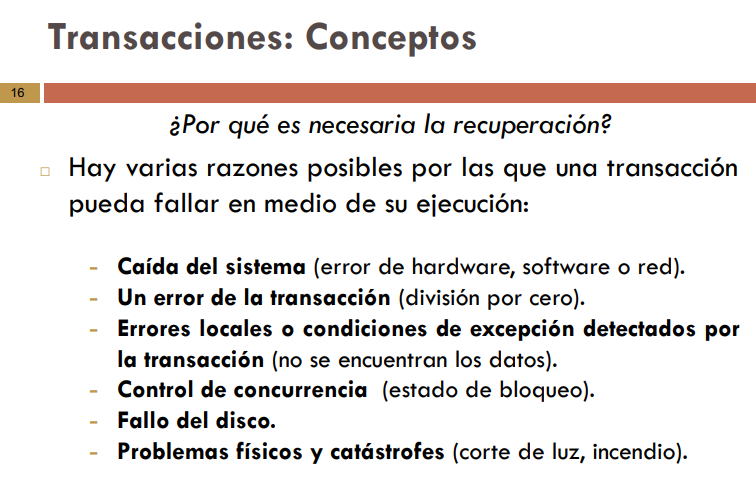 Transacciones: Conceptos
16
¿Por qué es necesaria la recuperación?
Hay varias razones posibles por las que una transacción
pueda fallar en medio de su ejecución:
- Caída del sistema (error de hardware, software o red).
- Un error de la transacción (división por cero).
- Errores locales o condiciones de excepción detectados por
la transacción (no se encuentran los datos).
- Control de concurrencia (estado de bloqueo).
- Fallo del disco.
- Problemas físicos y catástrofes (corte de luz, incendio).